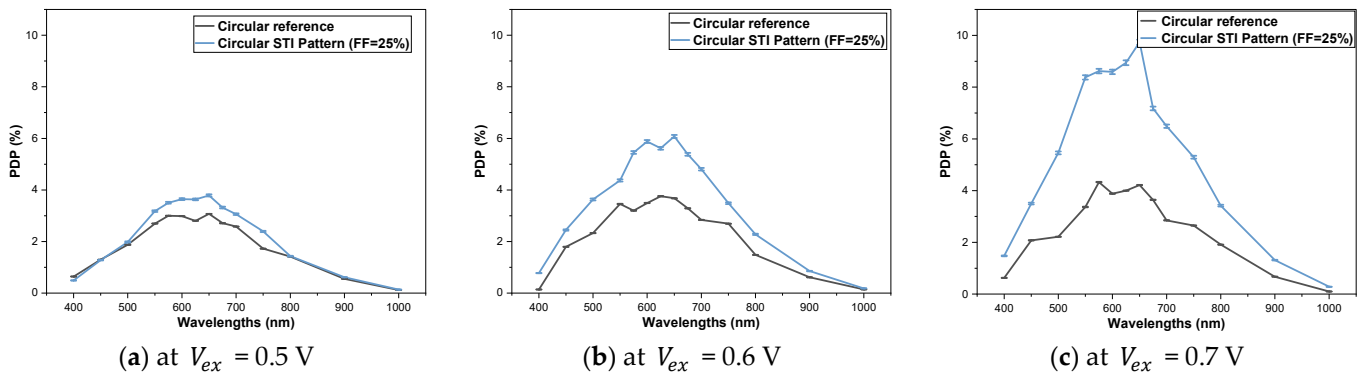 Circular reference
Circular STI Pattern (FF=25%)
PDP (%)
10
8
6
4
2
0
400 500 600 700 800 900 1000
Wavelengths (nm)
(a) at V_ex = 0.5 V
Circular reference
Circular STI Pattern (FF=25%)
PDP (%)
10
8
6
4
2
0
400 500 600 700 800 900 1000
Wavelengths (nm)
(b) at V_ex = 0.6 V
Circular reference
Circular STI Pattern (FF=25%)
PDP (%)
10
8
6
4
2
0
400 500 600 700 800 900 1000
Wavelengths (nm)
(c) at V_ex = 0.7 V